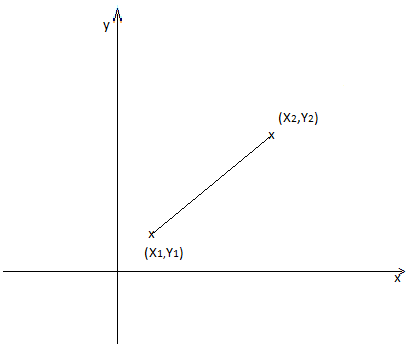 y
(X₂,Y₂)
x
x
(X₁,Y₁)
x